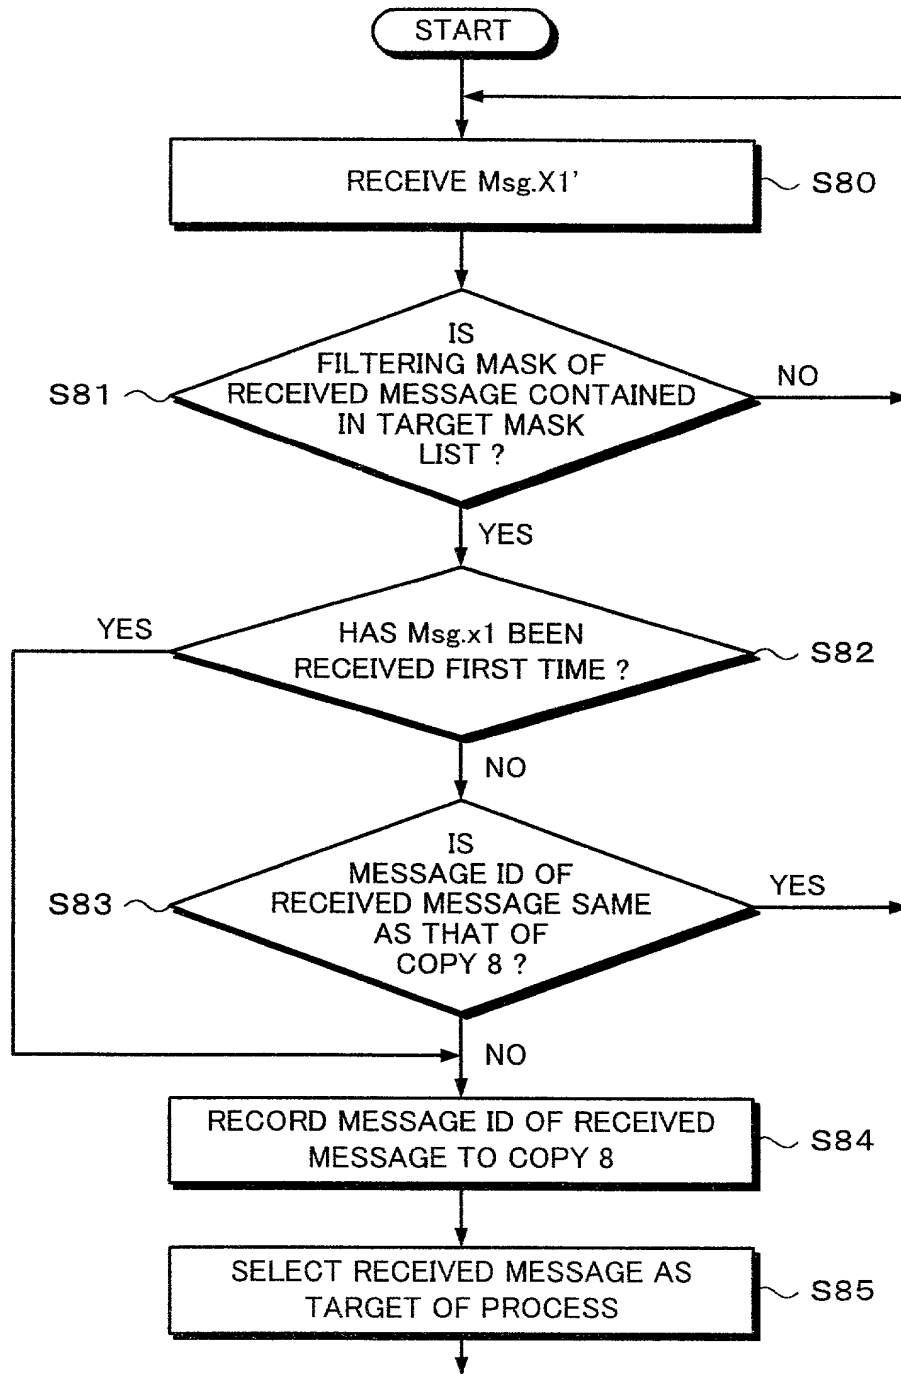 START
RECEIVE Msg.X1'
S80
IS
FILTERING MASK OF
RECEIVED MESSAGE CONTAINED
IN TARGET MASK
LIST ?
S81
NO
YES
HAS Msg.x1 BEEN
RECEIVED FIRST TIME ?
YES
S82
NO
IS
MESSAGE ID OF
RECEIVED MESSAGE SAME
AS THAT OF
COPY 8 ?
S83
YES
NO
RECORD MESSAGE ID OF RECEIVED
MESSAGE TO COPY 8
S84
SELECT RECEIVED MESSAGE AS
TARGET OF PROCESS
S85